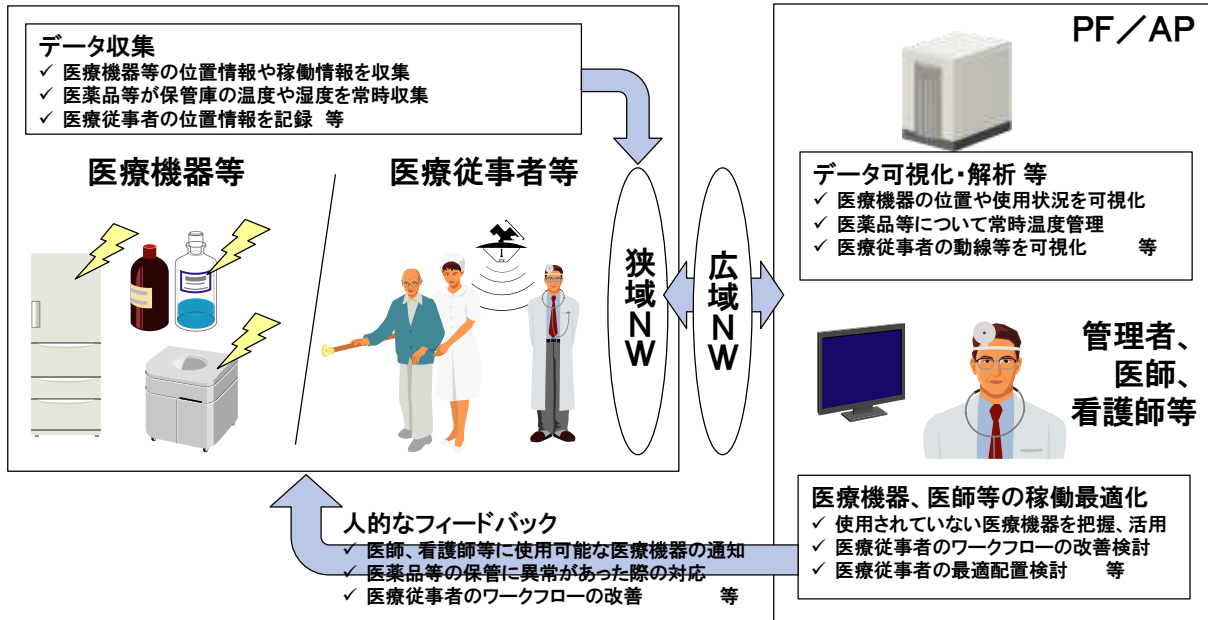 データ収集
✓ 医療機器等の位置情報や稼働情報を収集
✓ 医薬品等が保管庫の温度や湿度を常時収集
✓ 医療従事者の位置情報を記録 等
医療機器等
医療従事者等
狭域NW
広域NW
PF/AP
データ可視化・解析 等
✓ 医療機器の位置や使用状況を可視化
✓ 医薬品等について常時温度管理
✓ 医療従事者の動線等を可視化 等
管理者、
医師、
看護師等
医療機器、医師等の稼働最適化
✓ 使用されていない医療機器を把握、活用
✓ 医療従事者のワークフローの改善検討
✓ 医療従事者の最適配置検討 等
人的なフィードバック
✓ 医師、看護師等に使用可能な医療機器の通知
✓ 医薬品等の保管に異常があった際の対応
✓ 医療従事者のワークフローの改善 等